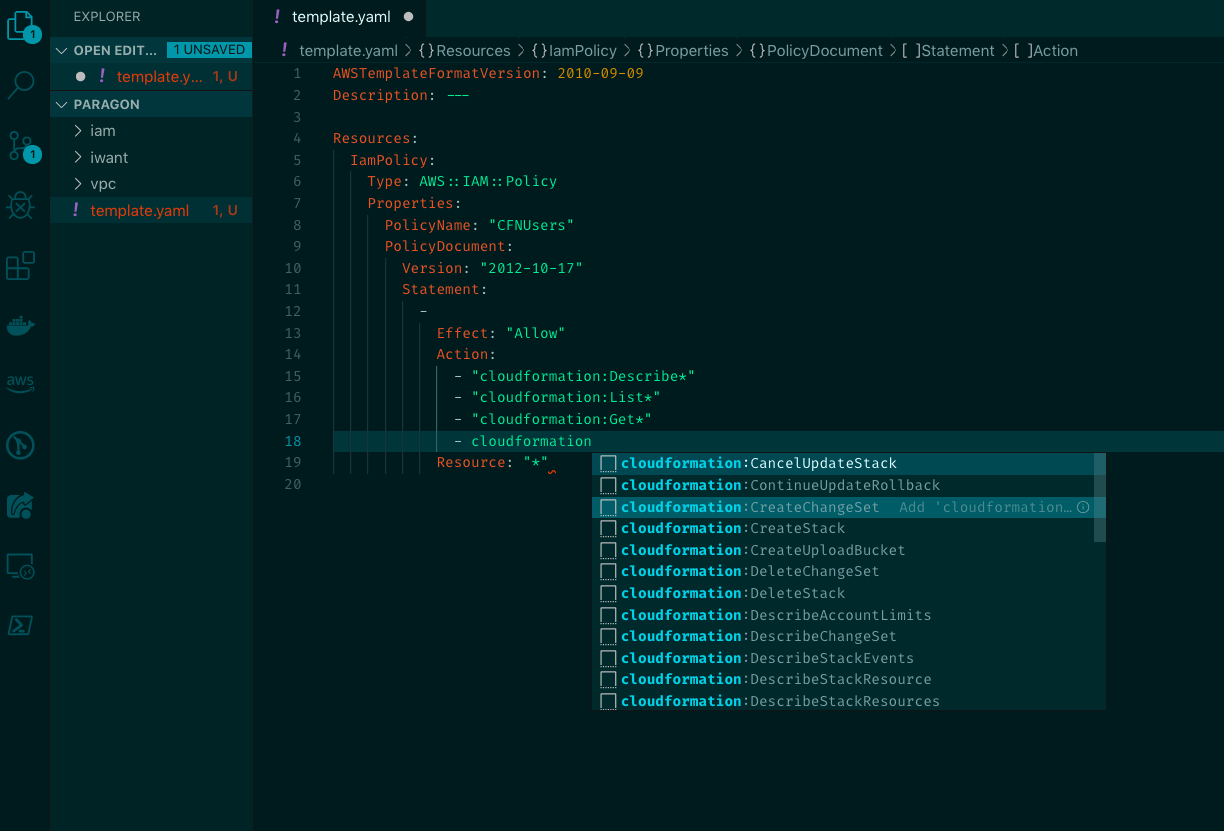 EXPLORER
OPEN EDIT... 1 UNSAVED
! template.y... 1, U
PARAGON
iam
iwant
vpc
! template.yaml 1, U
1
1
aws
! template.yaml
! template.yaml > {}Resources > {}IamPolicy > {}Properties > {}PolicyDocument > [ ]Statement > [ ]Action
1 AWSTemplateFormatVersion: 2010-09-09
2 Description: ---
3
4 Resources:
5 IamPolicy:
6 Type: AWS::IAM::Policy
7 Properties:
8 PolicyName: "CFNUsers"
9 PolicyDocument:
10 Version: "2012-10-17"
11 Statement:
12 -
13 Effect: "Allow"
14 Action:
15 - "cloudformation:Describe*"
16 - "cloudformation:List*"
17 - "cloudformation:Get*"
18 - cloudformation
19 Resource: "*"
20
cloudformation:CancelUpdateStack
cloudformation:ContinueUpdateRollback
cloudformation:CreateChangeSet Add 'cloudformation...
cloudformation:CreateStack
cloudformation:CreateUploadBucket
cloudformation:DeleteChangeSet
cloudformation:DeleteStack
cloudformation:DescribeAccountLimits
cloudformation:DescribeChangeSet
cloudformation:DescribeStackEvents
cloudformation:DescribeStackResource
cloudformation:DescribeStackResources